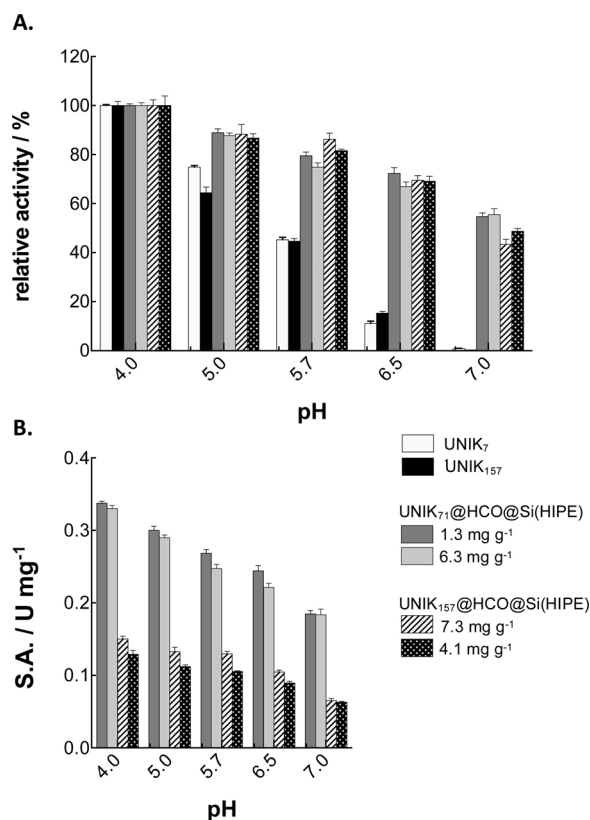 A.
relative activity / %
120
100
80
60
40
20
0
4.0
5.0
5.7
6.5
7.0
pH
B.
S.A. / U mg⁻¹
0.4
0.3
0.2
0.1
0.0
4.0
5.0
5.7
6.5
7.0
pH
UNIK₇
UNIK₁₅₇
UNIK₇₁@HCO@Si(HIPE)
1.3 mg g⁻¹
6.3 mg g⁻¹
UNIK₁₅₇@HCO@Si(HIPE)
7.3 mg g⁻¹
4.1 mg g⁻¹